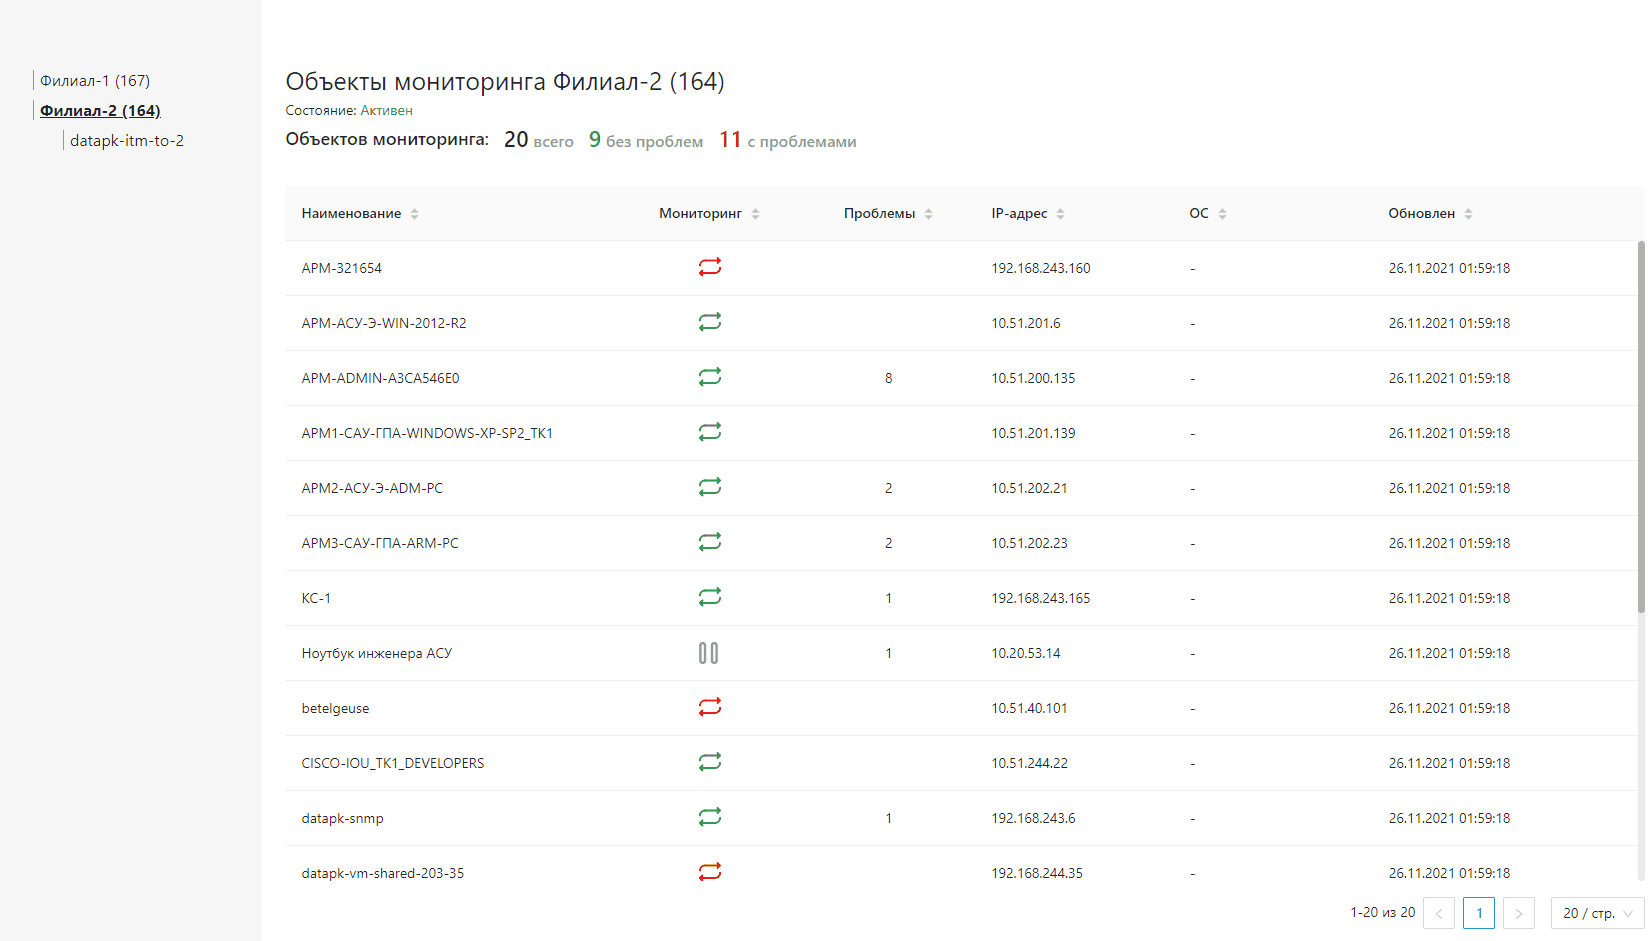 Филиал-1 (167)
Филиал-2 (164)
datapk-itm-to-2
Объекты мониторинга Филиал-2 (164)
Состояние: Активен
Объектов мониторинга: 20 всего 9 без проблем 11 с проблемами
Наименование Мониторинг Проблемы IP-адрес ОС Обновлен
АРМ-321654 192.168.243.160 - 26.11.2021 01:59:18
АРМ-АСУ-Э-WIN-2012-R2 10.51.201.6 - 26.11.2021 01:59:18
АРМ-ADMIN-A3CA546E0 8 10.51.200.135 - 26.11.2021 01:59:18
АРМ1-САУ-ГПА-WINDOWS-XP-SP2_ТК1 10.51.201.139 - 26.11.2021 01:59:18
АРМ2-АСУ-Э-ADM-PC 2 10.51.202.21 - 26.11.2021 01:59:18
АРМ3-САУ-ГПА-ARM-PC 2 10.51.202.23 - 26.11.2021 01:59:18
КС-1 1 192.168.243.165 - 26.11.2021 01:59:18
Ноутбук инженера АСУ 1 10.20.53.14 - 26.11.2021 01:59:18
betelgeuse 10.51.40.101 - 26.11.2021 01:59:18
CISCO-IOU_TK1_DEVELOPERS 10.51.244.22 - 26.11.2021 01:59:18
datapk-snmp 1 192.168.243.6 - 26.11.2021 01:59:18
datapk-vm-shared-203-35 192.168.244.35 - 26.11.2021 01:59:18
1-20 из 20 < 1 > 20 / стр.